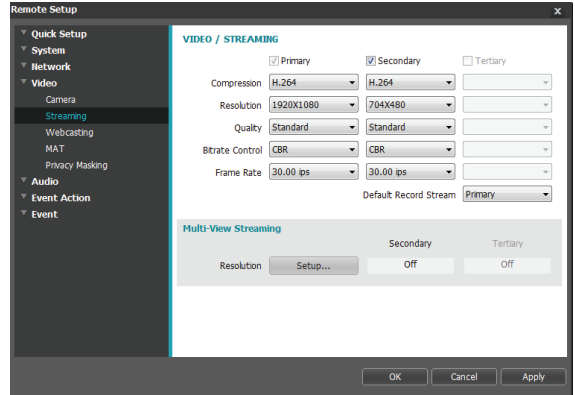 Remote Setup x
Quick Setup
System
Network
Video
Camera
Streaming
Webcasting
MAT
Privacy Masking
Audio
Event Action
Event
VIDEO / STREAMING
Primary Secondary Tertiary
Compression H.264 H.264
Resolution 1920X1080 704X480
Quality Standard Standard
Bitrate Control CBR CBR
Frame Rate 30.00 ips 30.00 ips
Default Record Stream Primary
Multi-View Streaming
Secondary Tertiary
Resolution Setup... Off Off
OK Cancel Apply